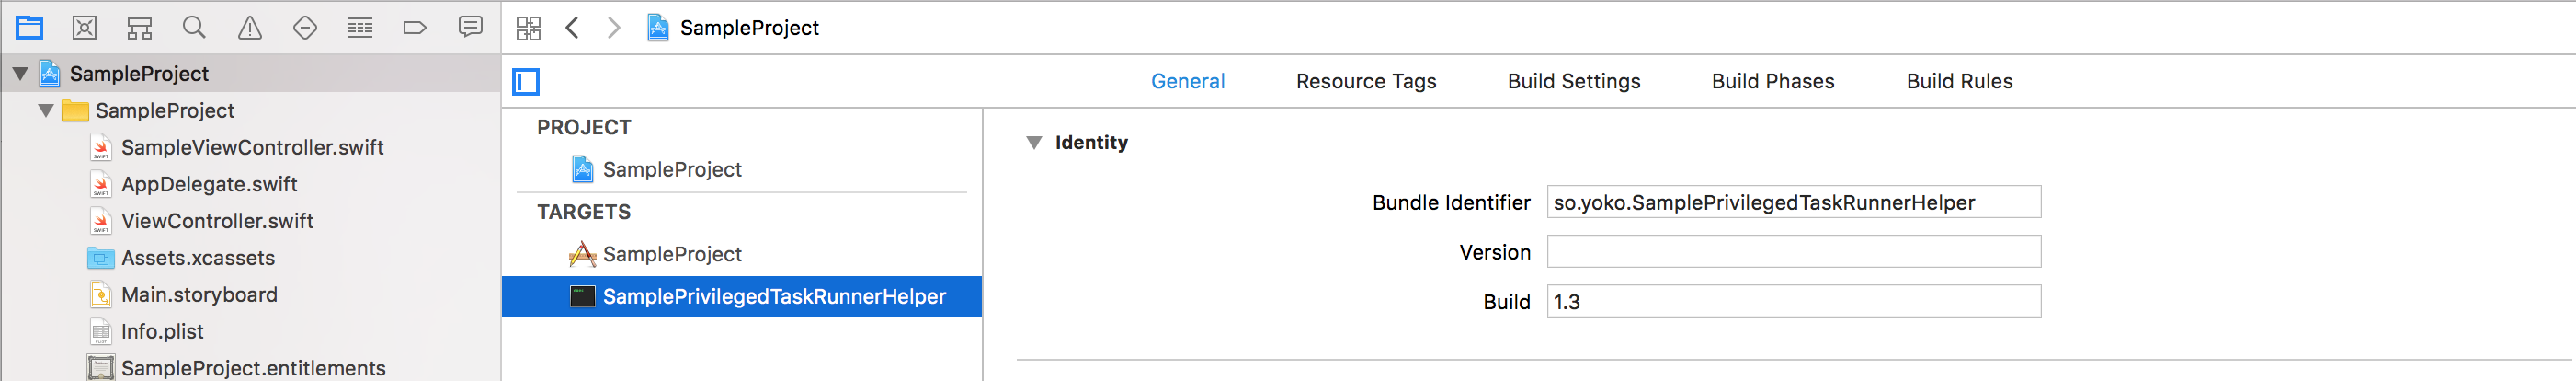 SampleProject
SampleProject
SampleProject
SampleViewController.swift
AppDelegate.swift
ViewController.swift
Assets.xcassets
Main.storyboard
Info.plist
SampleProject.entitlements
General Resource Tags Build Settings Build Phases Build Rules
PROJECT
SampleProject
TARGETS
SampleProject
SamplePrivilegedTaskRunnerHelper
Identity
Bundle Identifier so.yoko.SamplePrivilegedTaskRunnerHelper
Version
Build 1.3